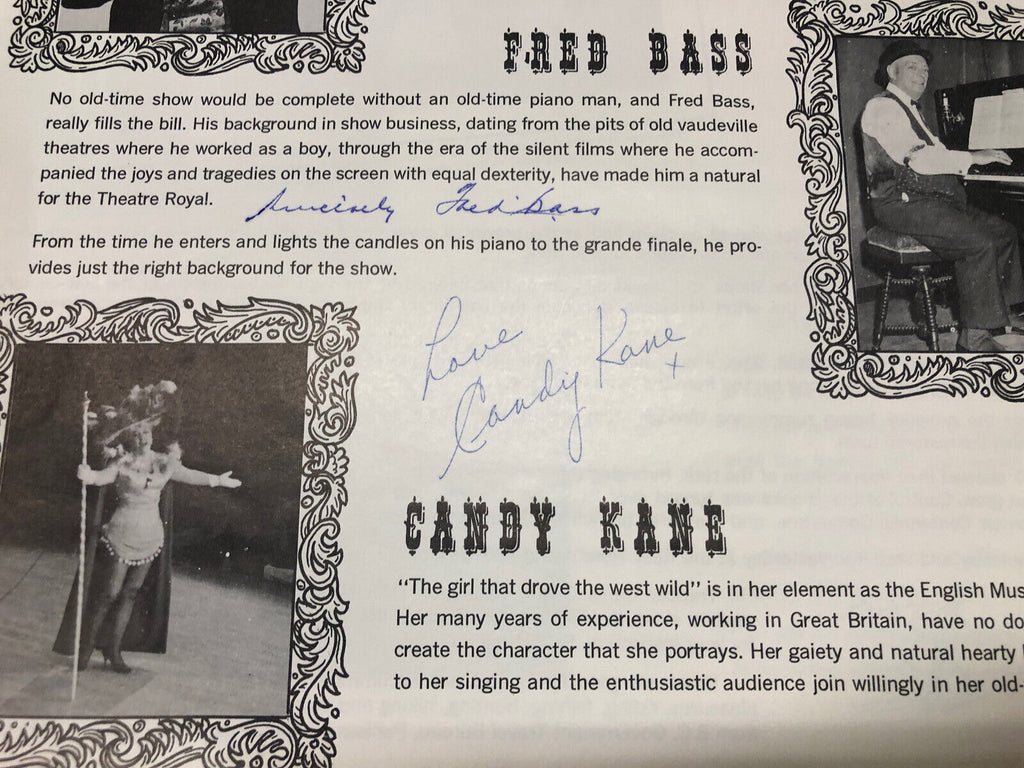 FRED BASS
No old-time show would be complete without an old-time piano man, and Fred Bass,
really fills the bill. His background in show business, dating from the pits of old vaudeville
theatres where he worked as a boy, through the era of the silent films where he accom-
panied the joys and tragedies on the screen with equal dexterity, have made him a natural
for the Theatre Royal.
Sincerely Fred Bass
From the time he enters and lights the candles on his piano to the grande finale, he pro-
vides just the right background for the show.
Love
Candy Kane
x
CANDY KANE
"The girl that drove the west wild" is in her element as the English Mus
Her many years of experience, working in Great Britain, have no do
create the character that she portrays. Her gaiety and natural hearty
to her singing and the enthusiastic audience join willingly in her old-